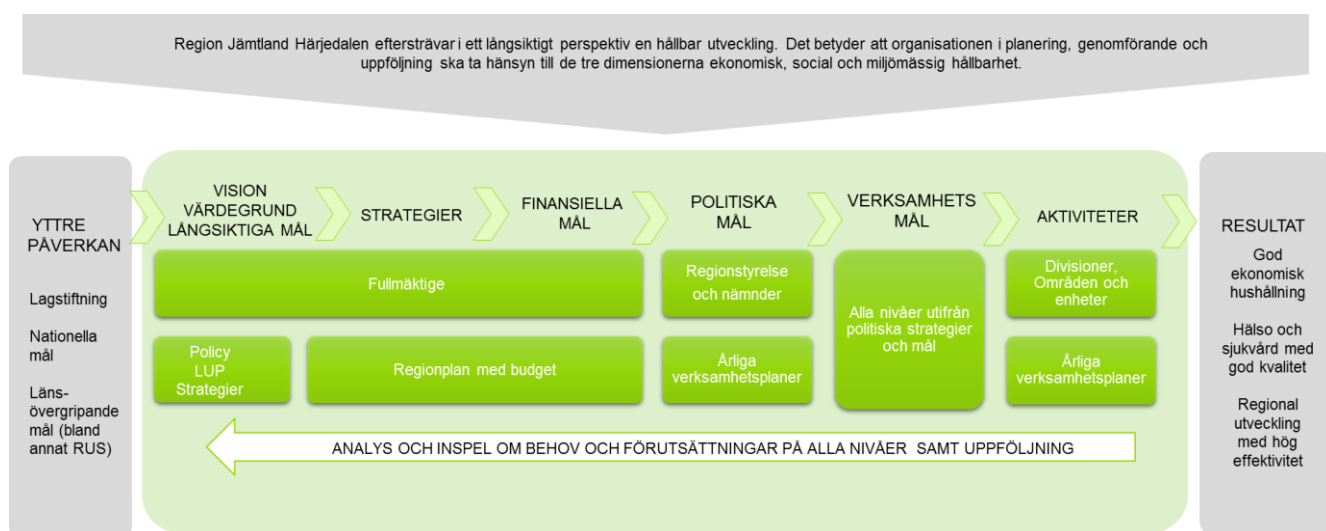 Region Jämtland Härjedalen eftersträvar i ett långsiktigt perspektiv en hållbar utveckling. Det betyder att organisationen i planering, genomförande och
uppföljning ska ta hänsyn till de tre dimensionerna ekonomisk, social och miljömässig hållbarhet.
YTTRE
PÅVERKAN
Lagstiftning
Nationella
mål
Läns-
övergripande
mål (bland
annat RUS)
VISION
VÄRDEGRUND
LÅNGSIKTIGA MÅL
STRATEGIER
FINANSIELLA
MÅL
POLITISKA
MÅL
VERKSAMHETS
MÅL
AKTIVITETER
Fullmäktige
Regionstyrelse
och nämnder
Alla nivåer utifrån
politiska strategier
och mål
Divisioner,
Områden och
enheter
Policy
LUP
Strategier
Regionplan med budget
Årliga
verksamhetsplaner
Årliga
verksamhetsplaner
ANALYS OCH INSPEL OM BEHOV OCH FÖRUTSÄTTNINGAR PÅ ALLA NIVÅER SAMT UPPFÖLJNING
RESULTAT
God
ekonomisk
hushållning
Hälso och
sjukvård med
god kvalitet
Regional
utveckling
med hög
effektivitet